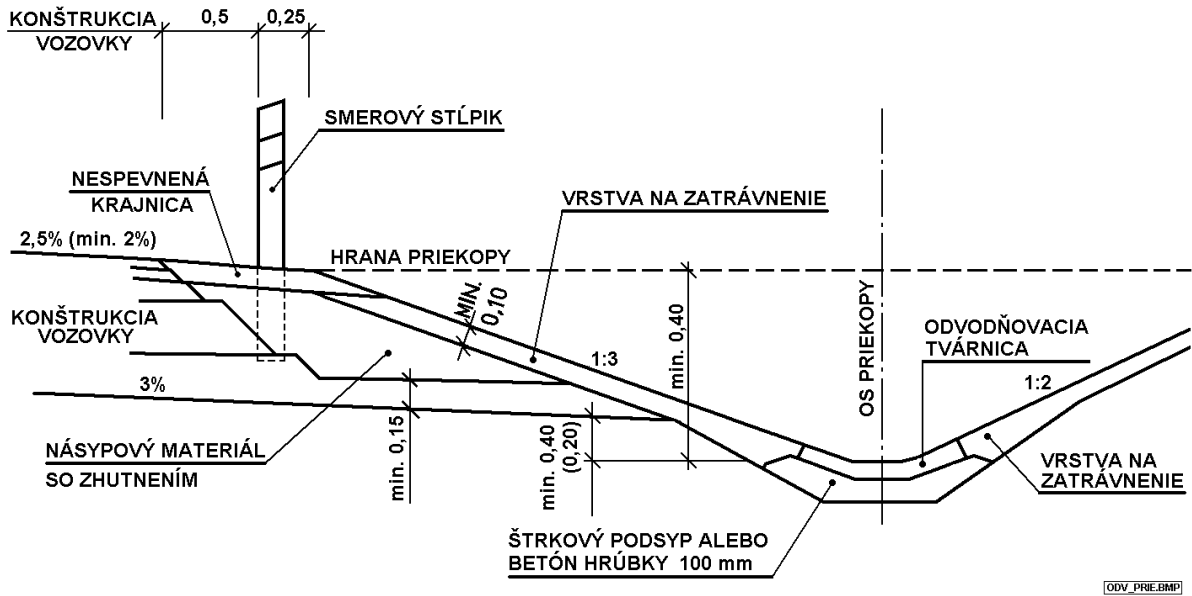 KONŠTRUKCIA
VOZOVKY
0,5
0,25
SMEROVÝ STĹPIK
NESPEVNENÁ
KRAJNICA
VRSTVA NA ZATRÁVNENIE
2,5% (min. 2%)
HRANA PRIEKOPY
MIN.
0,10
KONŠTRUKCIA
VOZOVKY
min. 0,40
OS PRIEKOPY
ODVODŇOVACIA
TVÁRNICA
1:3
1:2
3%
NÁSYPOVÝ MATERIÁL
SO ZHUTNENÍM
min. 0,15
min. 0,40
(0,20)
VRSTVA NA
ZATRÁVNENIE
ŠTRKOVÝ PODSYP ALEBO
BETÓN HRÚBKY 100 mm
ODV_PRIE.BMP